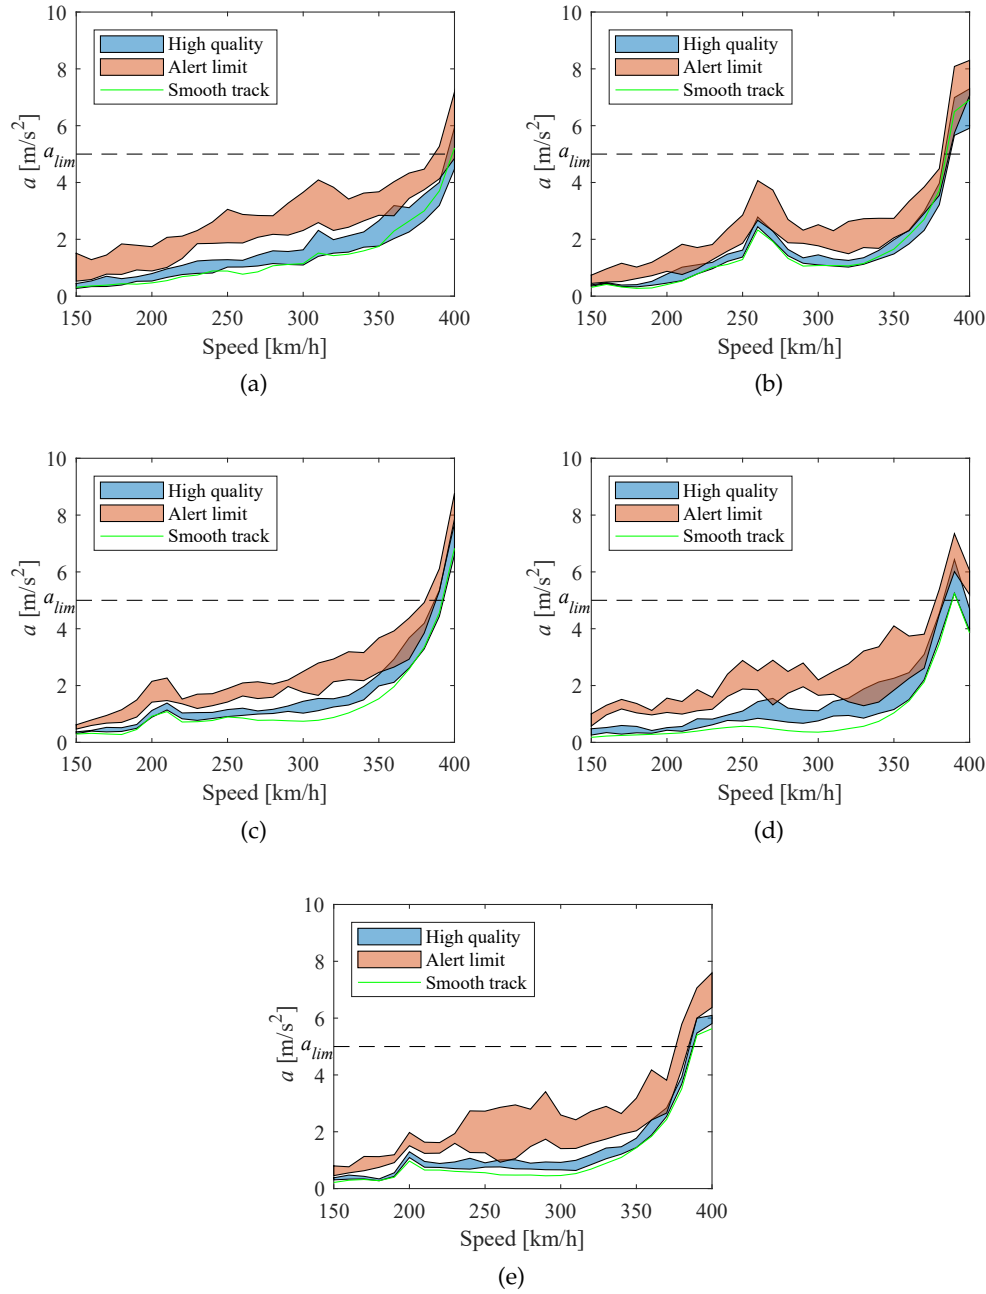 10
8
6
4
2
0
a_lim
a [m/s²]
High quality
Alert limit
Smooth track
150 200 250 300 350 400
Speed [km/h]
(a)
10
8
6
4
2
0
a_lim
a [m/s²]
High quality
Alert limit
Smooth track
150 200 250 300 350 400
Speed [km/h]
(b)
10
8
6
4
2
0
a_lim
a [m/s²]
High quality
Alert limit
Smooth track
150 200 250 300 350 400
Speed [km/h]
(c)
10
8
6
4
2
0
a_lim
a [m/s²]
High quality
Alert limit
Smooth track
150 200 250 300 350 400
Speed [km/h]
(d)
10
8
6
4
2
0
a_lim
a [m/s²]
High quality
Alert limit
Smooth track
150 200 250 300 350 400
Speed [km/h]
(e)